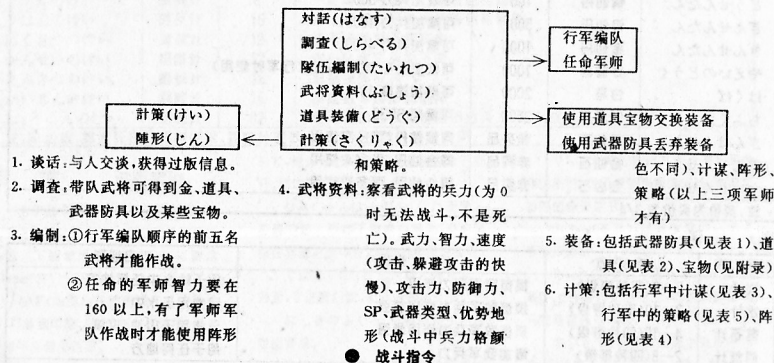 对話(はなす)
調查(しらべる)
隊伍編制(たいれつ)
武将資料(ぶしょう)
道具装備(どうぐ)
計策(さくりゃく)
行军编队
任命军师
計策(けい)
陣形(じん)
使用道具宝物交换装备
使用武器防具丢弃装备
1. 谈话:与人交谈,获得过版信息。
2. 调查:带队武将可得到金、道具、
武器防具以及某些宝物。
3. 编制:①行军编队顺序的前五名
武将才能作战。
②任命的军师智力要在
160以上,有了军师军
队作战时才能使用阵形
和策略。
4. 武将资料:察看武将的兵力(为0
时无法战斗,不是死
亡)。武力、智力、速度
(攻击、躲避攻击的快
慢)、攻击力、防御力、
SP、武器类型、优势地
形(战斗中兵力格颜
色不同)、计谋、阵形、
策略(以上三项军师
才有)
5. 装备:包括武器防具(见表1)、道
具(见表2)、宝物(见附录)
6. 计策:包括行军中计谋(见表3)、
行军中的策略(见表5)、阵
形(见表4)
● 战斗指令